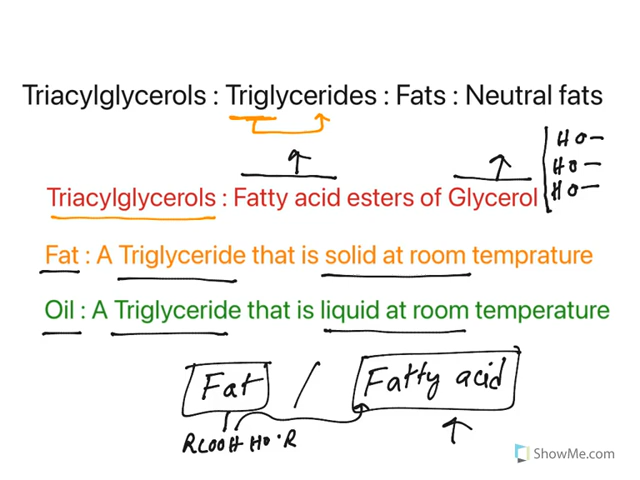 Triacylglycerols : Triglycerides : Fats : Neutral fats
HO-
HO-
HO-
Triacylglycerols : Fatty acid esters of Glycerol
Fat : A Triglyceride that is solid at room temprature
Oil : A Triglyceride that is liquid at room temperature
Fat / Fatty acid
RCOOH HO·R
ShowMe.com